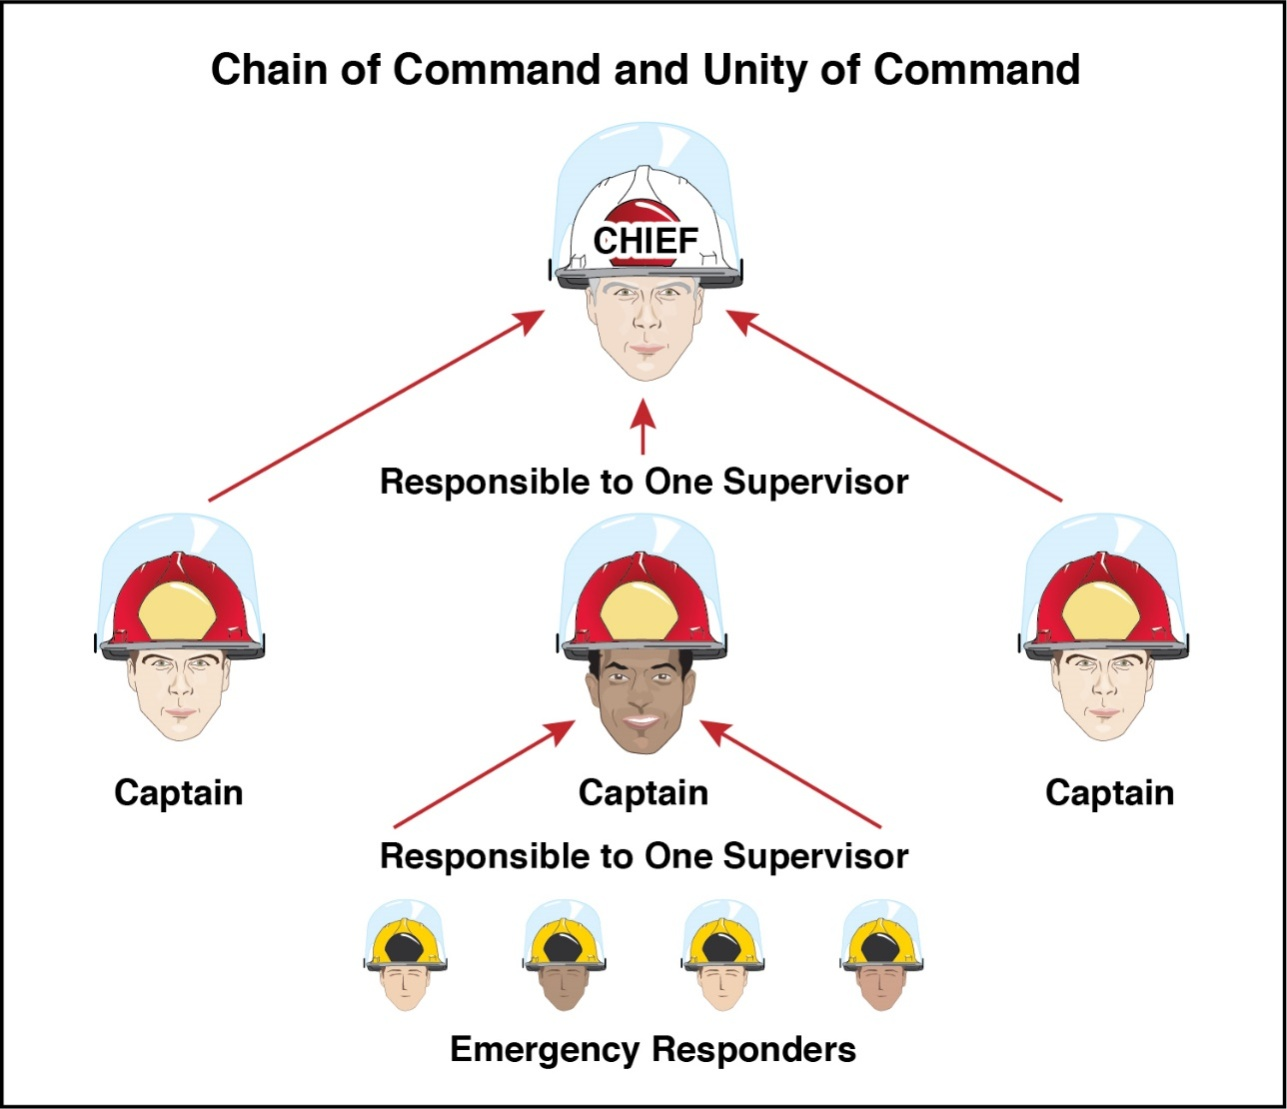 Chain of Command and Unity of Command
CHIEF
Responsible to One Supervisor
Captain
Captain
Captain
Responsible to One Supervisor
Emergency Responders